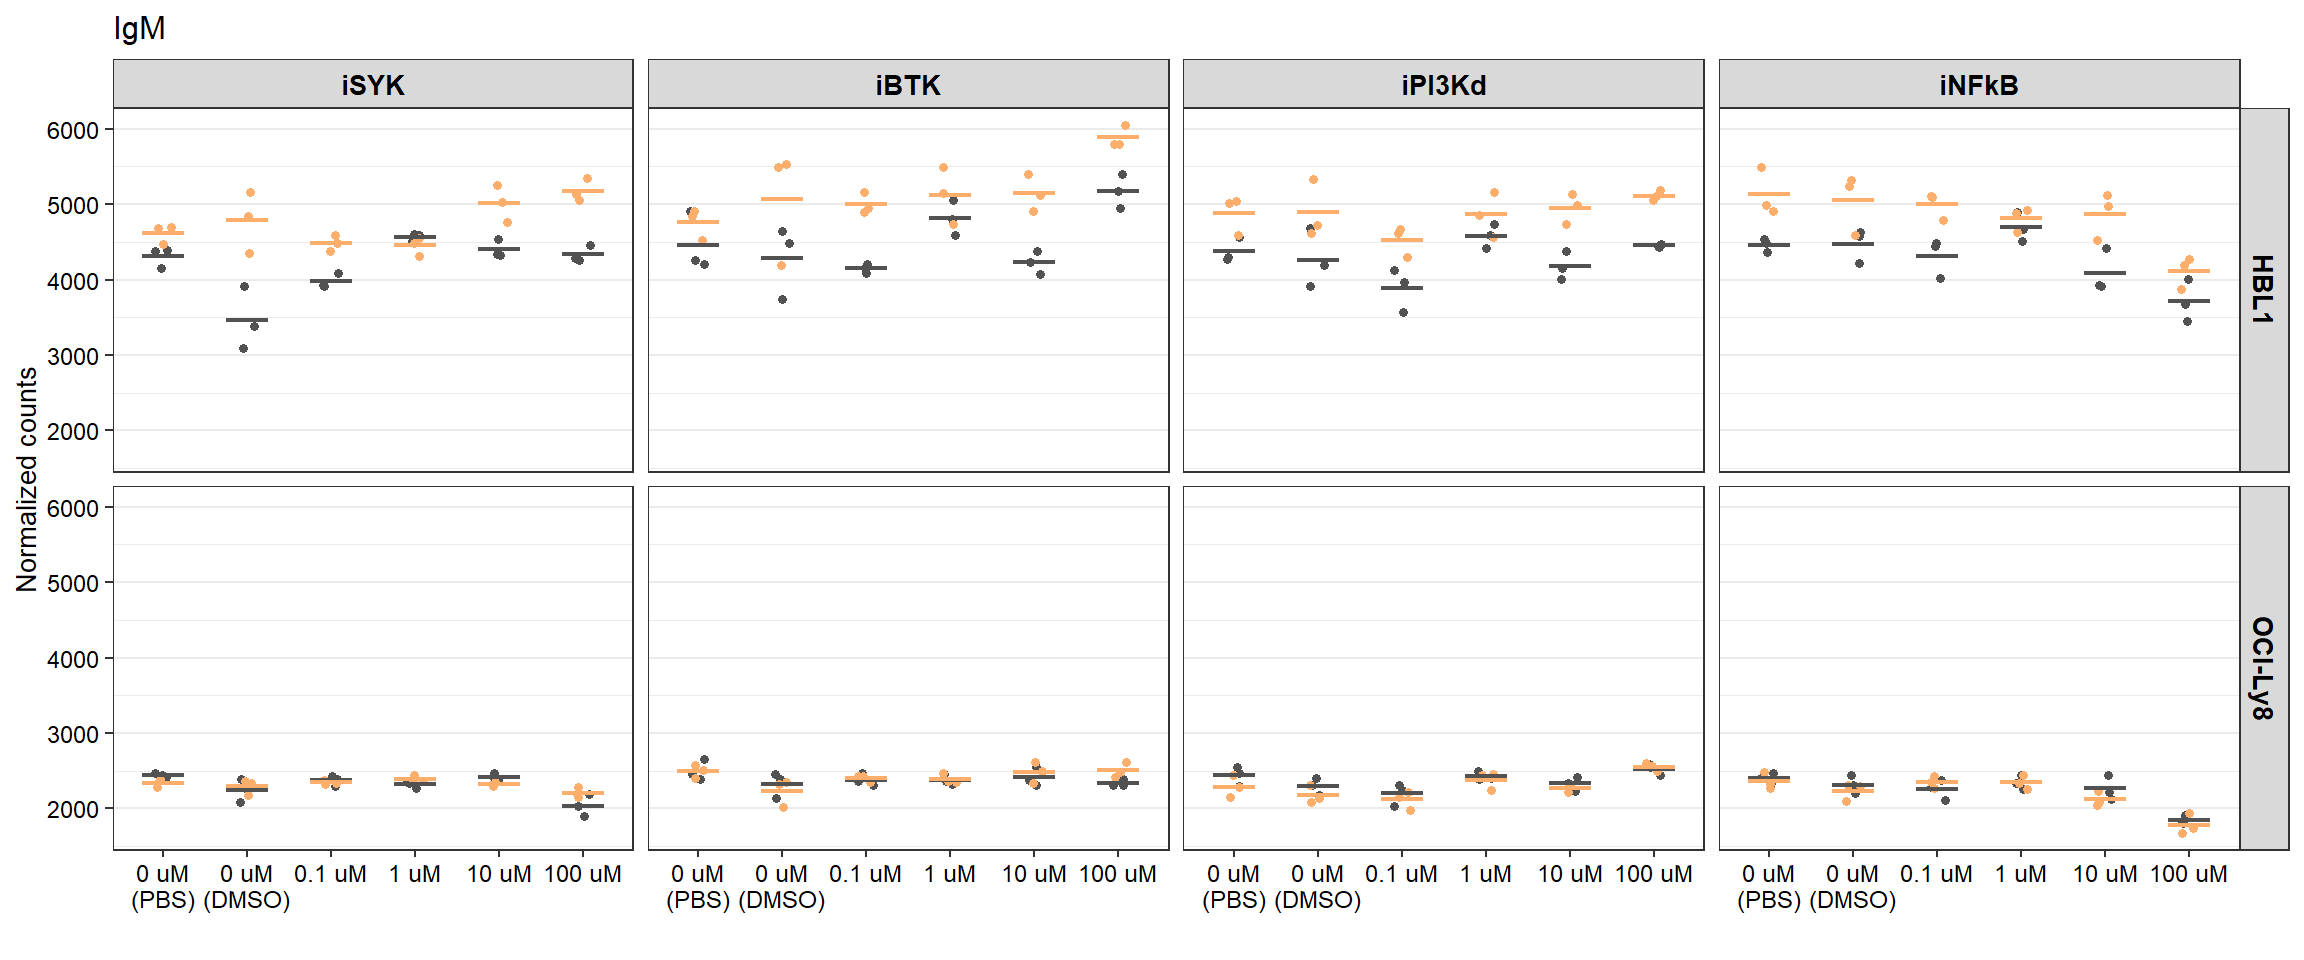 IgM
iSYK iBTK iPI3Kd iNFkB
6000
5000
4000
3000
2000
HBL1
Normalized counts
6000
5000
4000
3000
2000
OCI-Ly8
0 uM 0 uM 0.1 uM 1 uM 10 uM 100 uM 0 uM 0 uM 0.1 uM 1 uM 10 uM 100 uM 0 uM 0 uM 0.1 uM 1 uM 10 uM 100 uM 0 uM 0 uM 0.1 uM 1 uM 10 uM 100 uM
(PBS) (DMSO) (PBS) (DMSO) (PBS) (DMSO) (PBS) (DMSO)